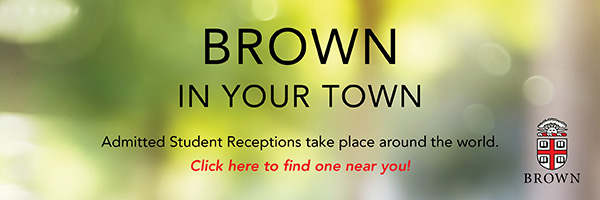 BROWN
IN YOUR TOWN
Admitted Student Receptions take place around the world.
Click here to find one near you!
BROWN